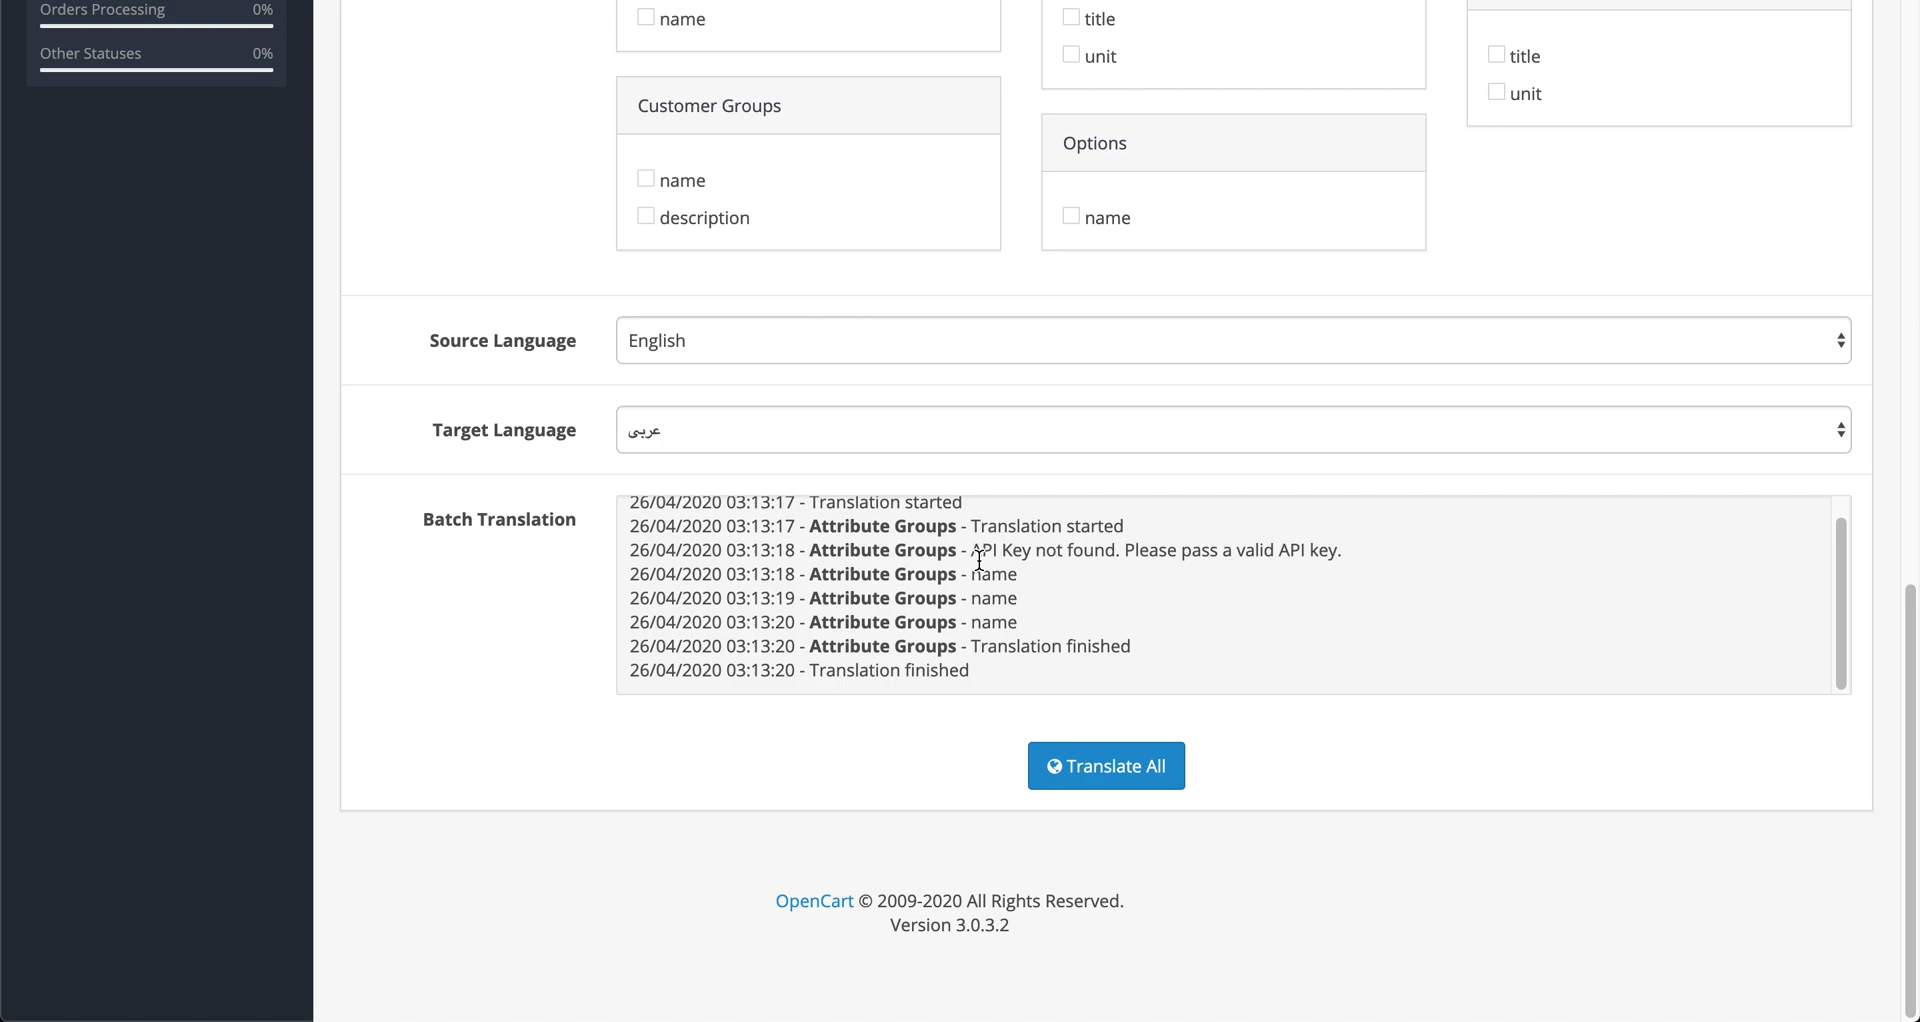 Orders Processing 0%
Other Statuses 0%
name
title
unit
title
unit
Customer Groups
name
description
Options
name
Source Language English
Target Language عربى
Batch Translation
26/04/2020 03:13:17 - Translation started
26/04/2020 03:13:17 - Attribute Groups - Translation started
26/04/2020 03:13:18 - Attribute Groups - API Key not found. Please pass a valid API key.
26/04/2020 03:13:18 - Attribute Groups - name
26/04/2020 03:13:19 - Attribute Groups - name
26/04/2020 03:13:20 - Attribute Groups - name
26/04/2020 03:13:20 - Attribute Groups - Translation finished
26/04/2020 03:13:20 - Translation finished
Translate All
OpenCart © 2009-2020 All Rights Reserved.
Version 3.0.3.2